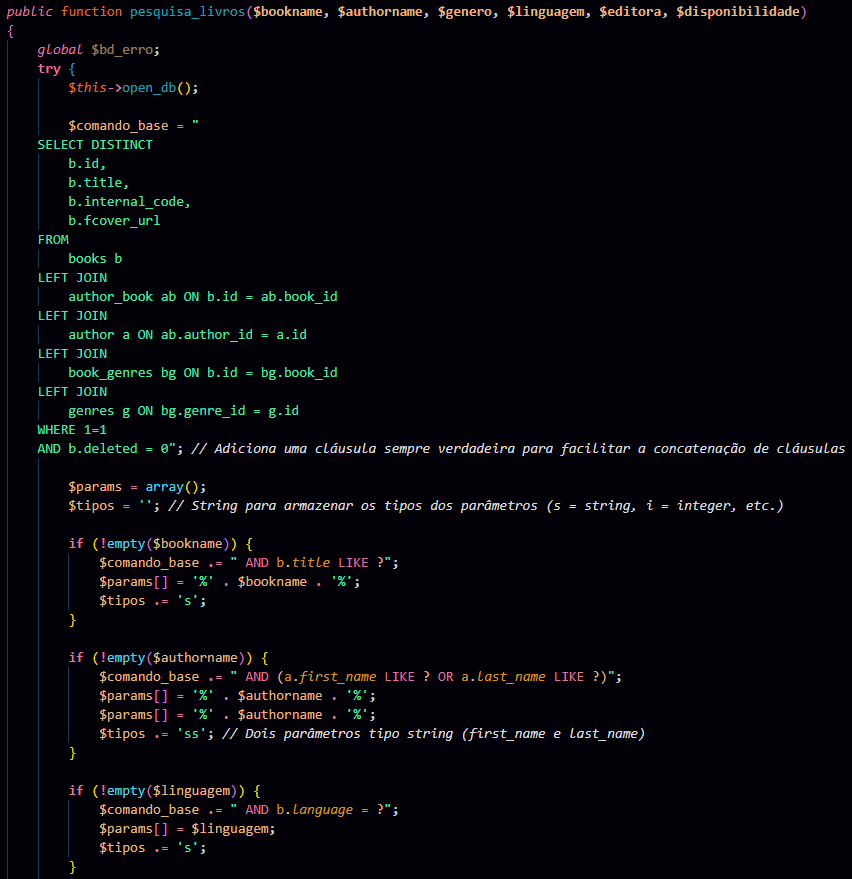 public function pesquisa_livros($bookname, $authorname, $genero, $linguagem, $editora, $disponibilidade)
{
    global $bd_erro;
    try {
        $this->open_db();

        $comando_base = "
    SELECT DISTINCT
        b.id,
        b.title,
        b.internal_code,
        b.fcover_url
    FROM
        books b
    LEFT JOIN
        author_book ab ON b.id = ab.book_id
    LEFT JOIN
        author a ON ab.author_id = a.id
    LEFT JOIN
        book_genres bg ON b.id = bg.book_id
    LEFT JOIN
        genres g ON bg.genre_id = g.id
    WHERE 1=1
    AND b.deleted = 0"; // Adiciona uma cláusula sempre verdadeira para facilitar a concatenação de cláusulas

        $params = array();
        $tipos = ''; // String para armazenar os tipos dos parâmetros (s = string, i = integer, etc.)

        if (!empty($bookname)) {
            $comando_base .= " AND b.title LIKE ?";
            $params[] = '%' . $bookname . '%';
            $tipos .= 's';
        }

        if (!empty($authorname)) {
            $comando_base .= " AND (a.first_name LIKE ? OR a.last_name LIKE ?)";
            $params[] = '%' . $authorname . '%';
            $params[] = '%' . $authorname . '%';
            $tipos .= 'ss'; // Dois parâmetros tipo string (first_name e last_name)
        }

        if (!empty($linguagem)) {
            $comando_base .= " AND b.language = ?";
            $params[] = $linguagem;
            $tipos .= 's';
        }